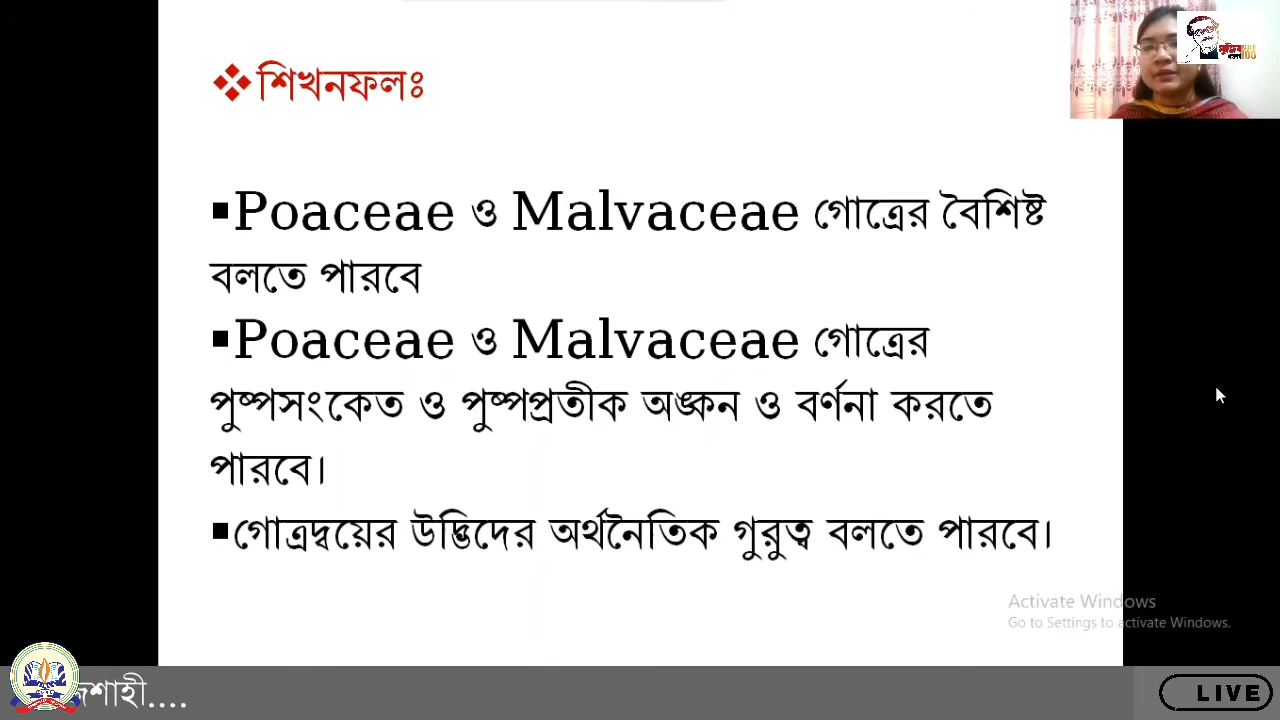 ❖শিখনফলঃ
▪Poaceae ও Malvaceae গোত্রের বৈশিষ্ট
বলতে পারবে
▪Poaceae ও Malvaceae গোত্রের
পুষ্পসংকেত ও পুষ্পপ্রতীক অঙ্কন ও বর্ণনা করতে
পারবে।
▪গোত্রদ্বয়ের উদ্ভিদের অর্থনৈতিক গুরুত্ব বলতে পারবে।
Activate Windows
Go to Settings to activate Windows.
জশাহী....
LIVE